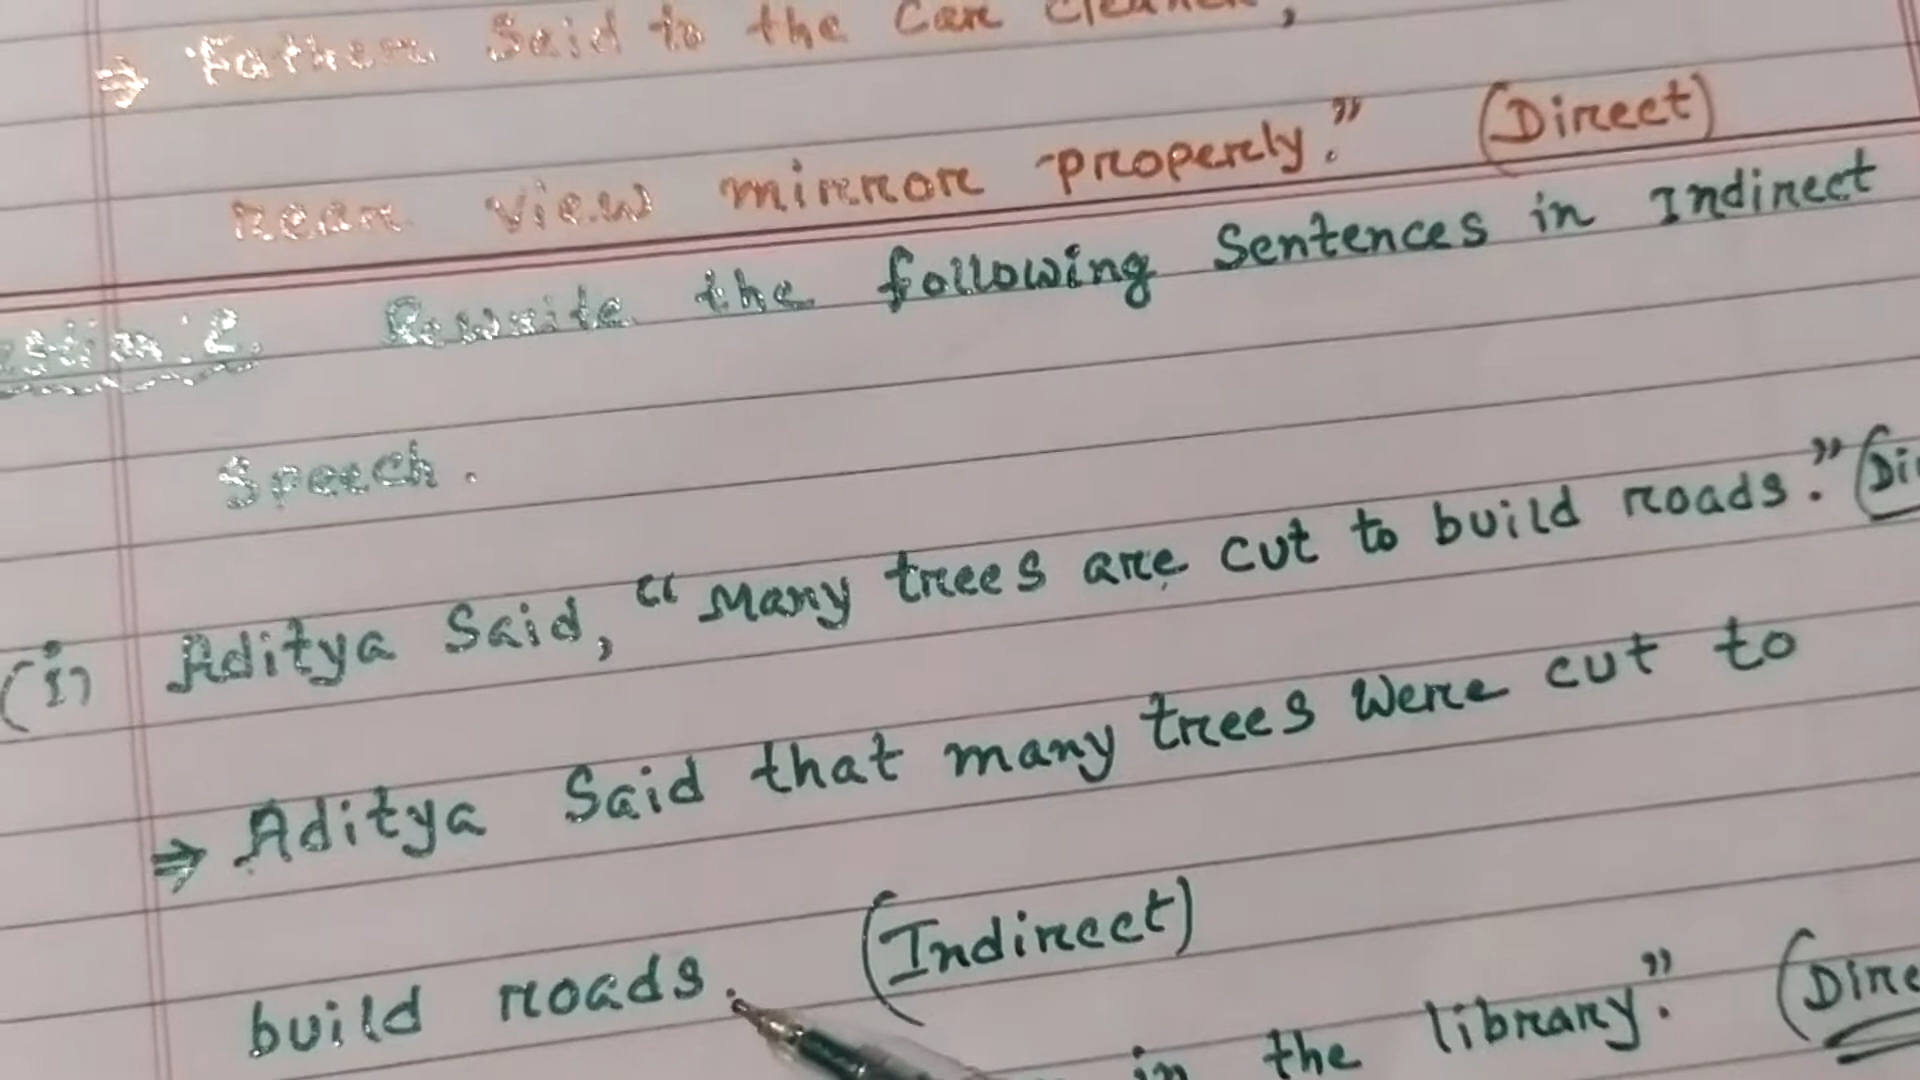 ⇒ Father Said to the Car cleaner,
rear view mirror properly." (Direct)
Rewrite the following Sentences in Indirect
Speech.
(i) Aditya Said, "Many trees are cut to build roads."
⇒ Aditya Said that many trees were cut to
build roads. (Indirect)
in the library."